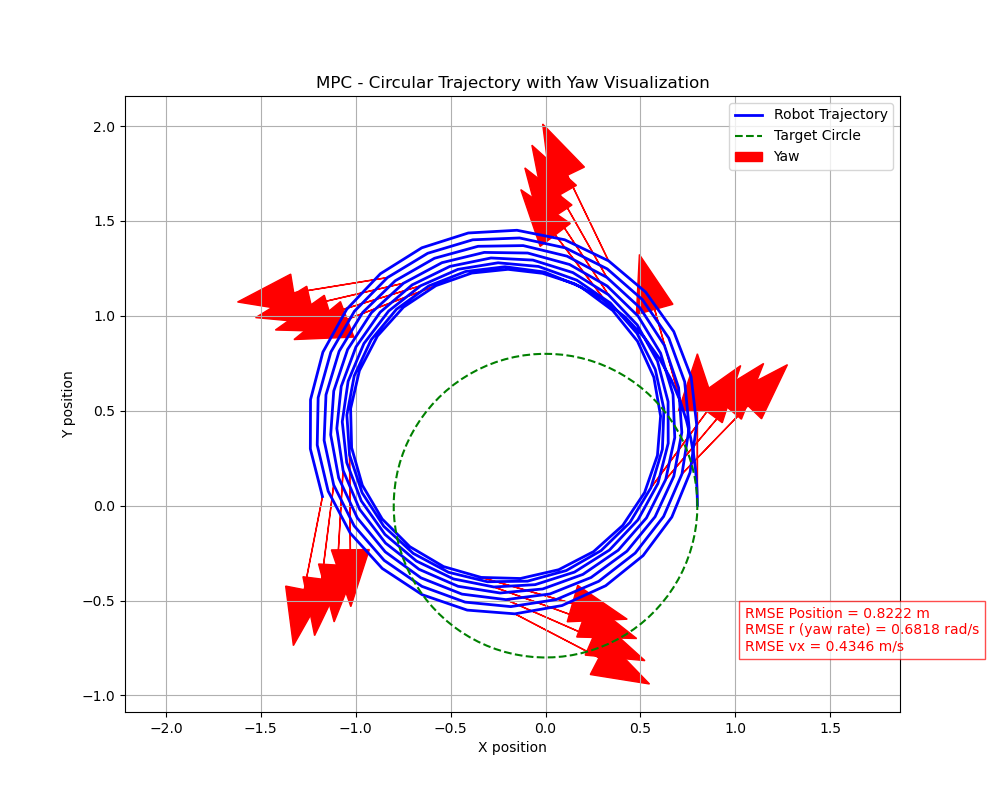 MPC - Circular Trajectory with Yaw Visualization
Robot Trajectory
Target Circle
Yaw
2.0
1.5
1.0
0.5
0.0
−0.5
−1.0
Y position
RMSE Position = 0.8222 m
RMSE r (yaw rate) = 0.6818 rad/s
RMSE vx = 0.4346 m/s
−2.0 −1.5 −1.0 −0.5 0.0 0.5 1.0 1.5
X position